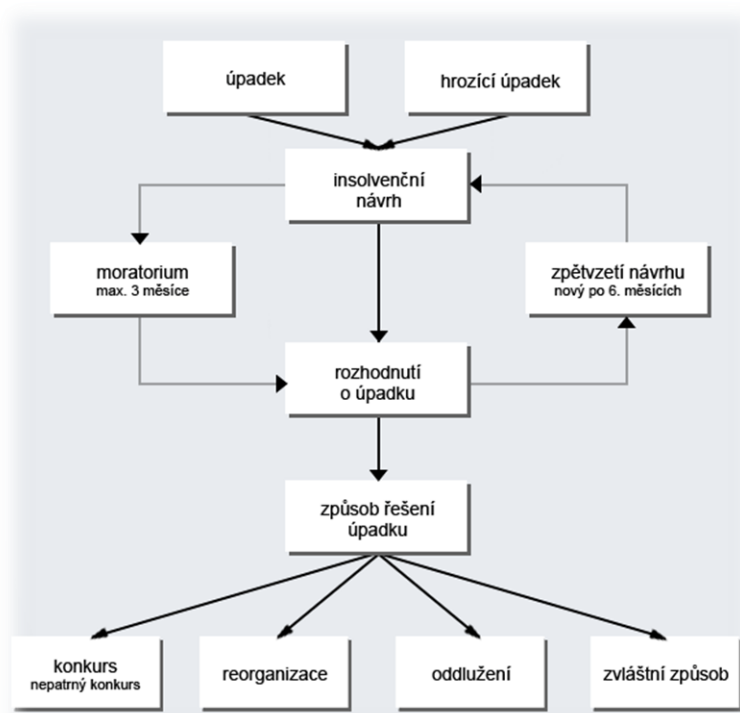 úpadek
hrozící úpadek
insolvenční
návrh
moratorium
max. 3 měsíce
zpětvzetí návrhu
nový po 6. měsících
rozhodnutí
o úpadku
způsob řešení
úpadku
konkurs
nepatrný konkurs
reorganizace
oddlužení
zvláštní způsob